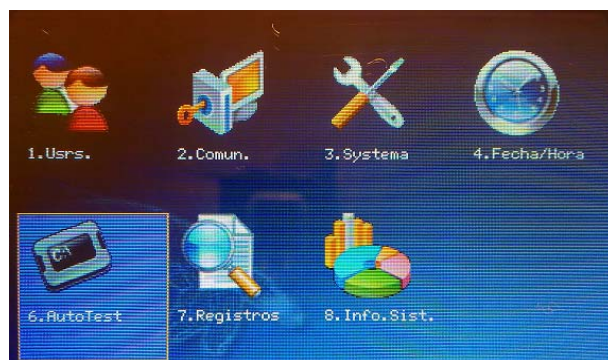 1.Usrs.
2.Comun.
3.Systema
4.Fecha/Hora
6.AutoTest
7.Registros
8.Info.Sist.